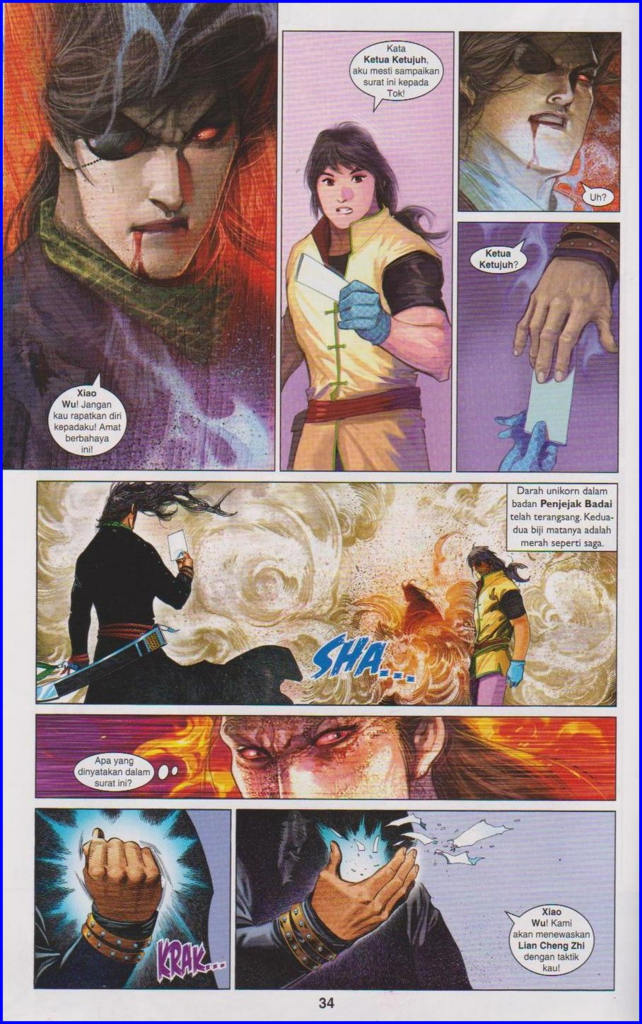 Xiao
Wu! Jangan
kau rapatkan diri
kepadaku! Amat
berbahaya
ini!
Kata
Ketua Ketujuh,
aku mesti sampaikan
surat ini kepada
Tok!
Uh?
Ketua
Ketujuh?
Darah unikorn dalam
badan Penjejak Badai
telah terangsang. Kedua-
dua biji matanya adalah
merah seperti saga.
SHA...
Apa yang
dinyatakan dalam
surat ini?
KRAK...
Xiao
Wu! Kami
akan menewaskan
Lian Cheng Zhi
dengan taktik
kau!
34